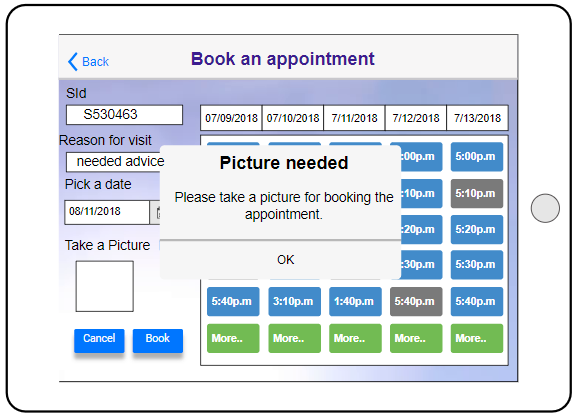 Back
Book an appointment
SId
S530463
Reason for visit
needed advice
Pick a date
08/11/2018
Take a Picture
Cancel Book
07/09/2018 07/10/2018 7/11/2018 7/12/2018 7/13/2018
:00p.m 5:00p.m
:10p.m 5:10p.m
:20p.m 5:20p.m
:30p.m 5:30p.m
5:40p.m 3:10p.m 1:40p.m 5:40p.m 5:40p.m
More.. More.. More.. More.. More..
Picture needed
Please take a picture for booking the
appointment.
OK